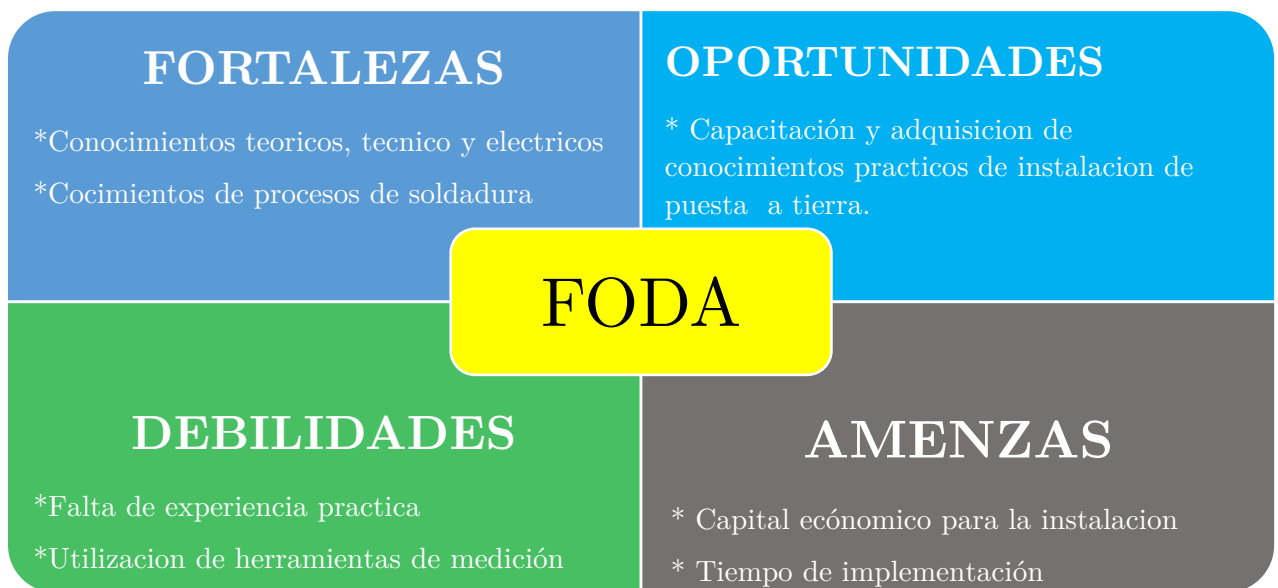 FORTALEZAS
*Conocimientos teoricos, tecnico y electricos
*Cocimientos de procesos de soldadura
OPORTUNIDADES
* Capacitación y adquisicion de
conocimientos practicos de instalacion de
puesta a tierra.
FODA
DEBILIDADES
*Falta de experiencia practica
*Utilizacion de herramientas de medición
AMENZAS
* Capital ecónomico para la instalacion
* Tiempo de implementación